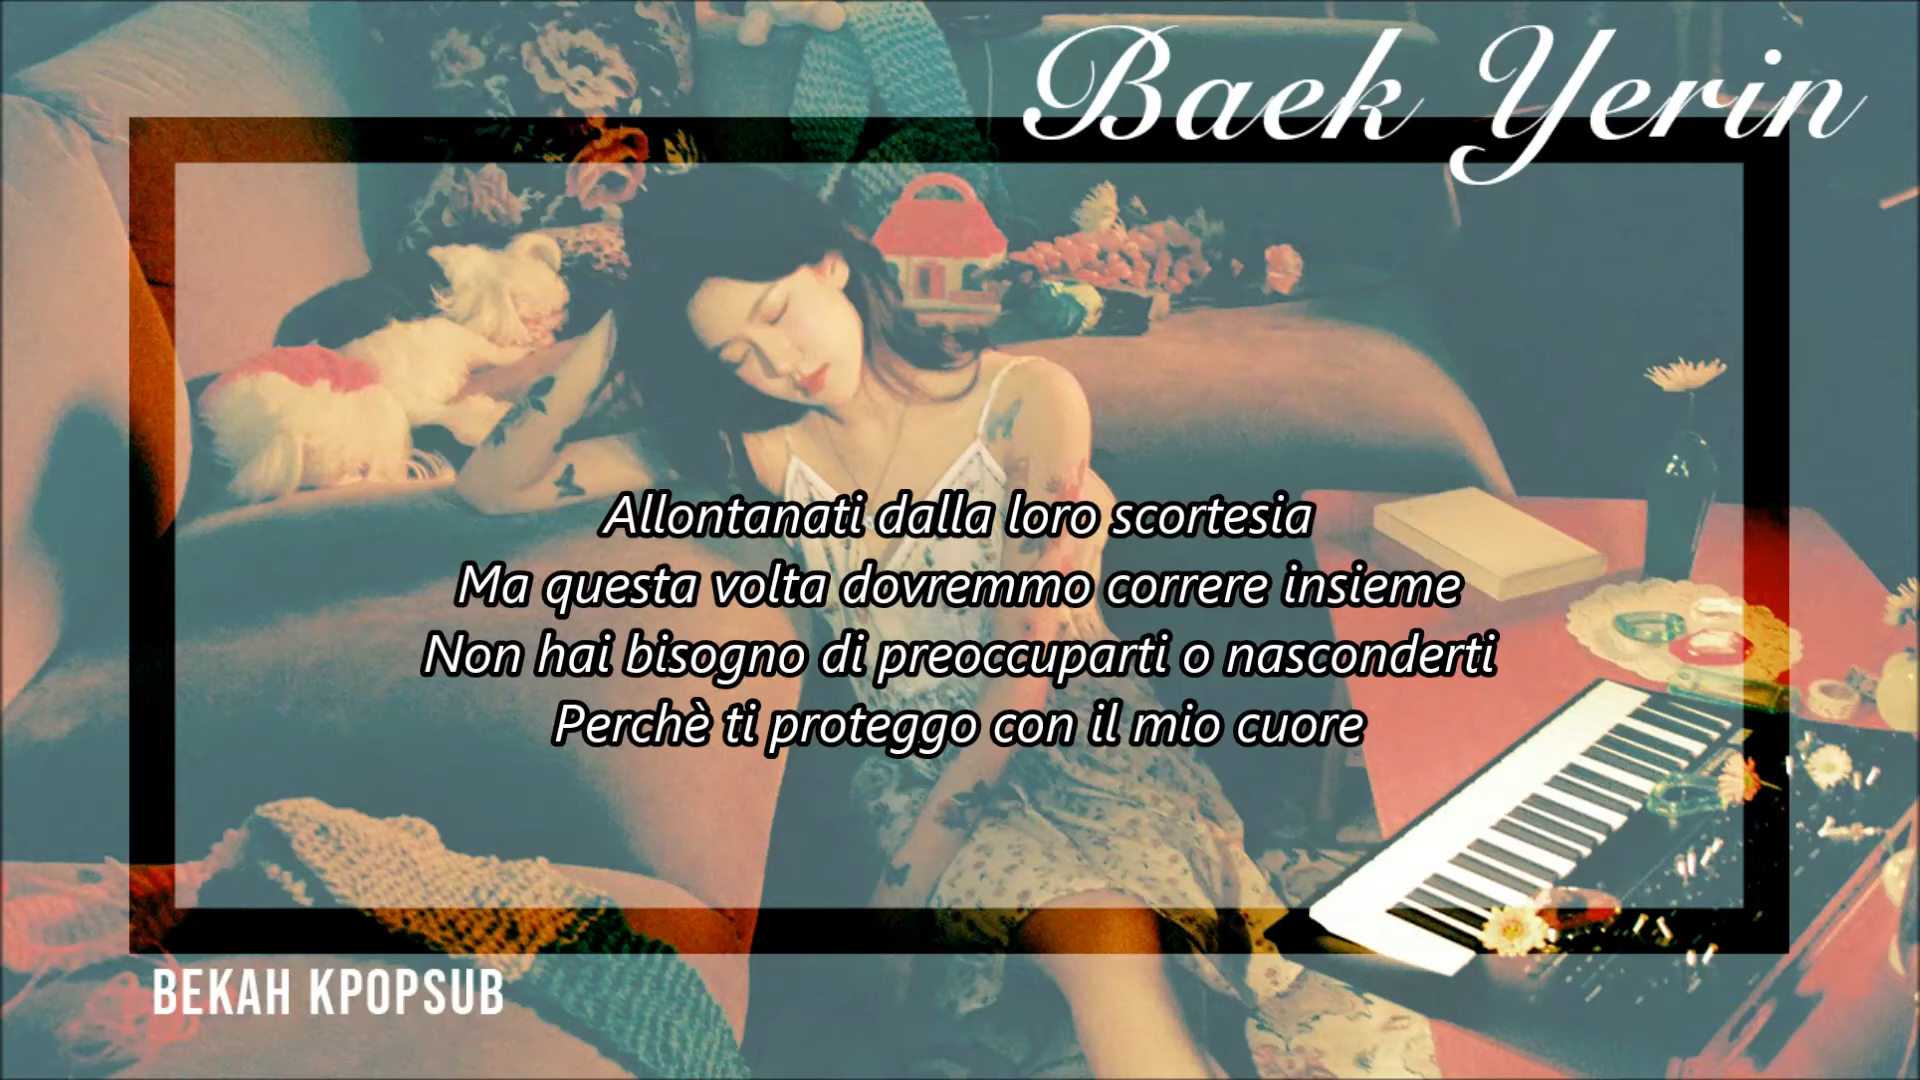 Baek Yerin
Allontanati dalla loro scortesia
Ma questa volta dovremmo correre insieme
Non hai bisogno di preoccuparti o nasconderti
Perchè ti proteggo con il mio cuore
BEKAH KPOPSUB